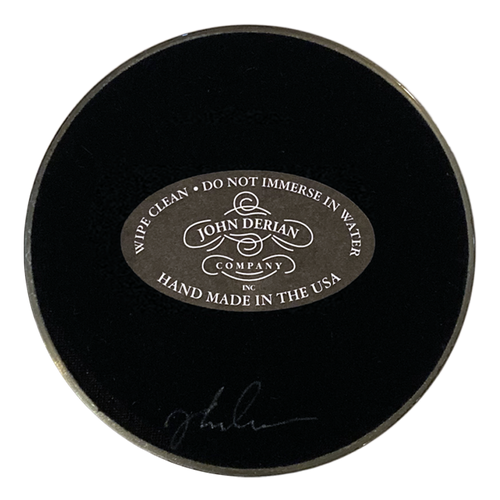 WIPE CLEAN • DO NOT IMMERSE IN WATER
JOHN DERIAN
COMPANY
INC
HAND MADE IN THE USA